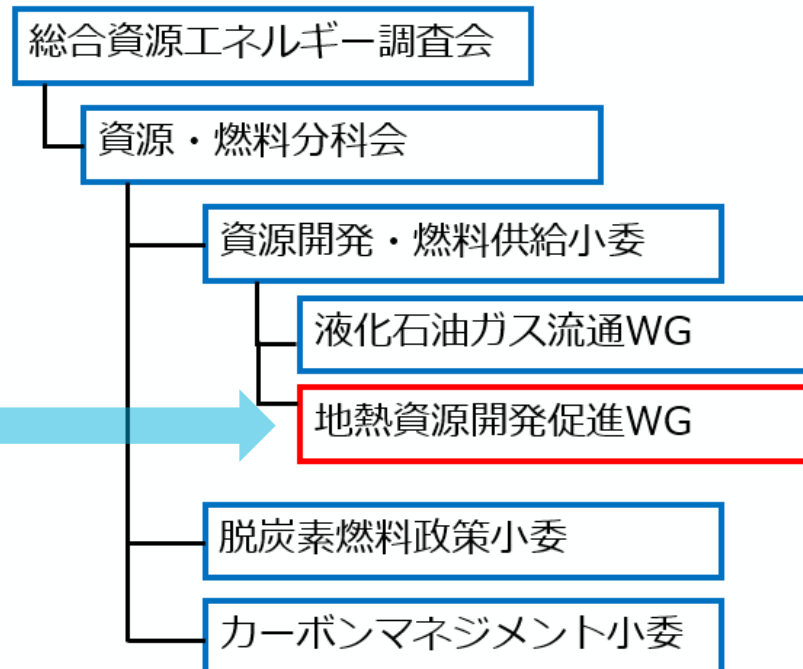 総合資源エネルギー調査会
資源・燃料分科会
資源開発・燃料供給小委
液化石油ガス流通WG
地熱資源開発促進WG
脱炭素燃料政策小委
カーボンマネジメント小委